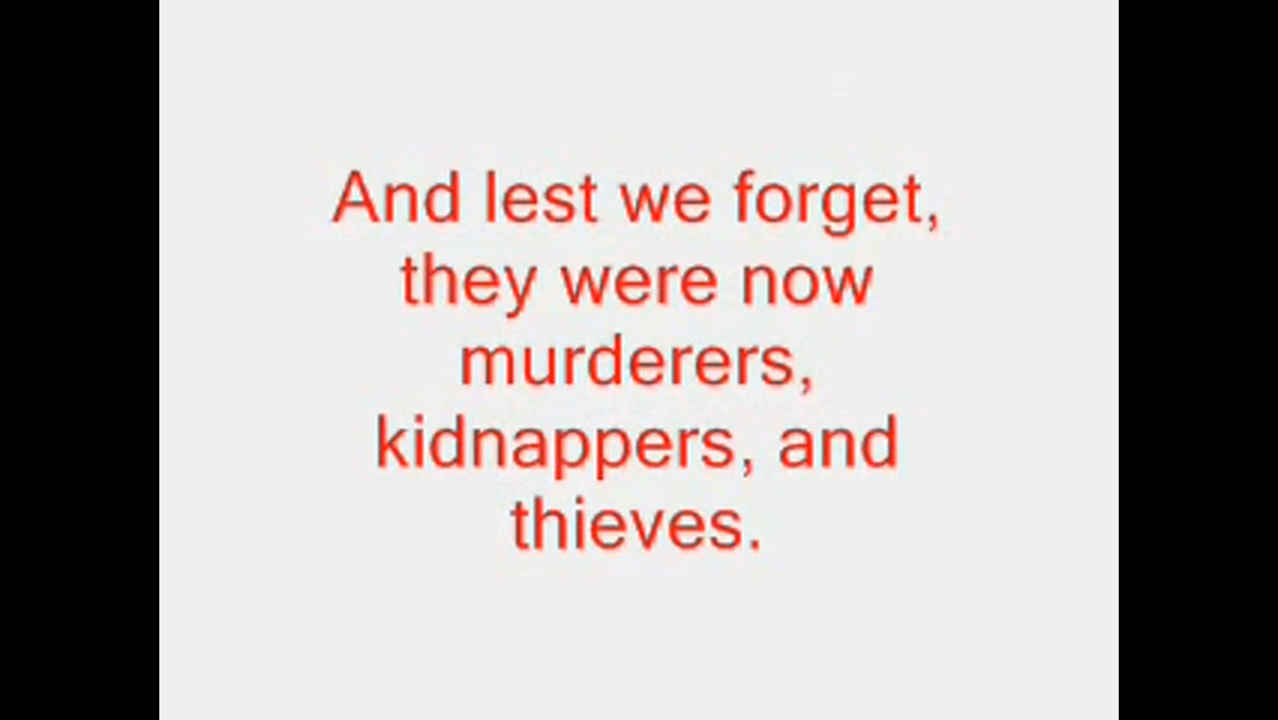 And lest we forget,
they were now
murderers,
kidnappers, and
thieves.